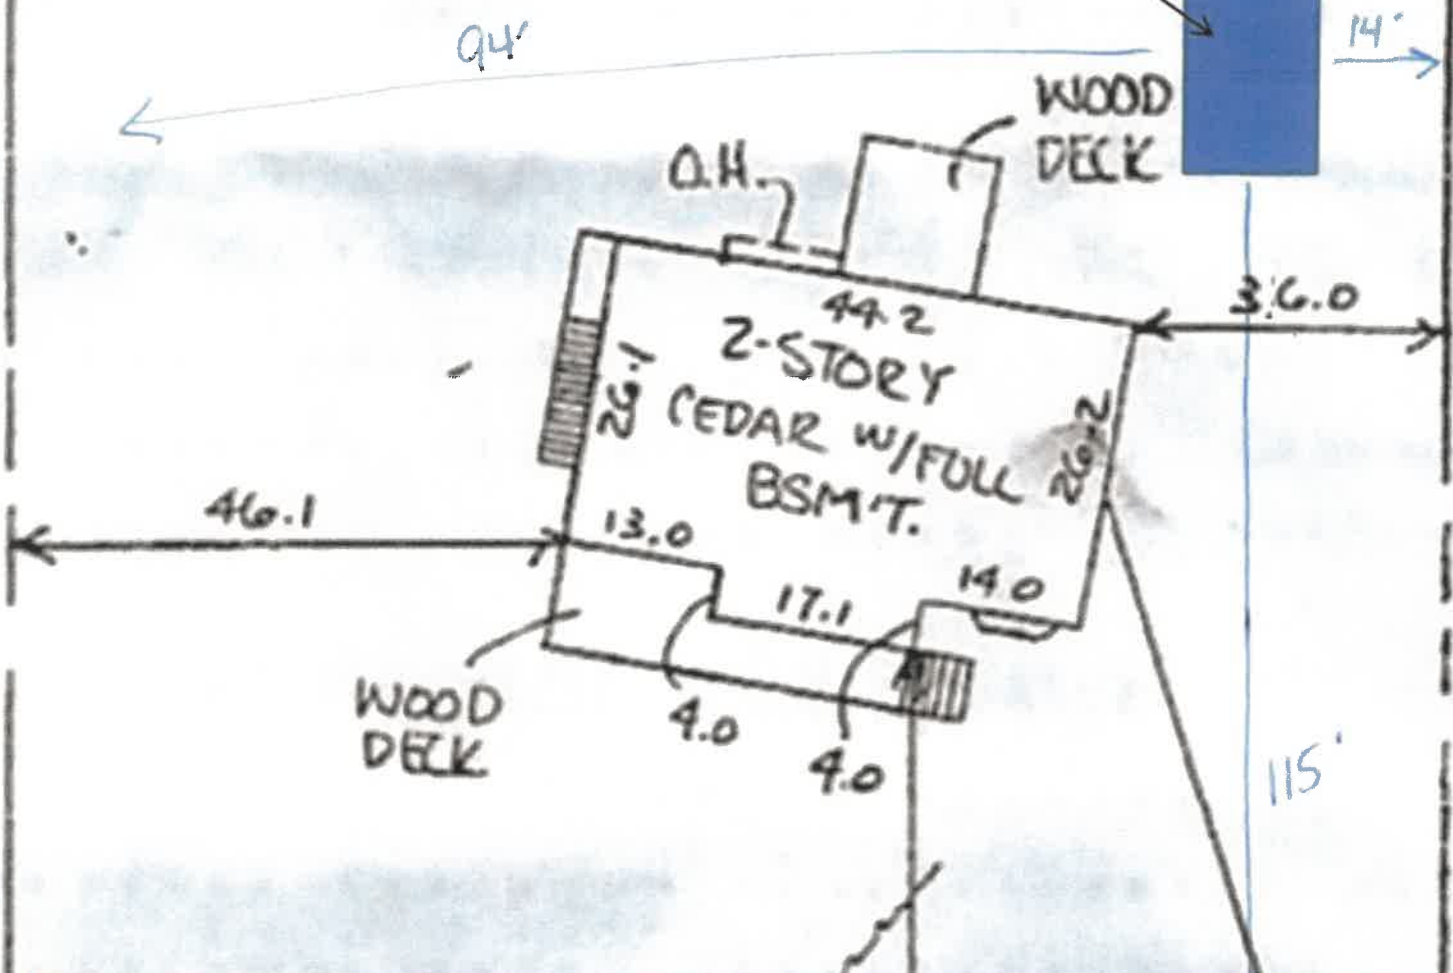 94'
14'
WOOD
DECK
O.H.
36.0
44.2
2-STORY
CEDAR W/FULL
BSM'T.
26.1
26.2
46.1
13.0
17.1
14.0
WOOD
DECK
4.0
4.0
115'